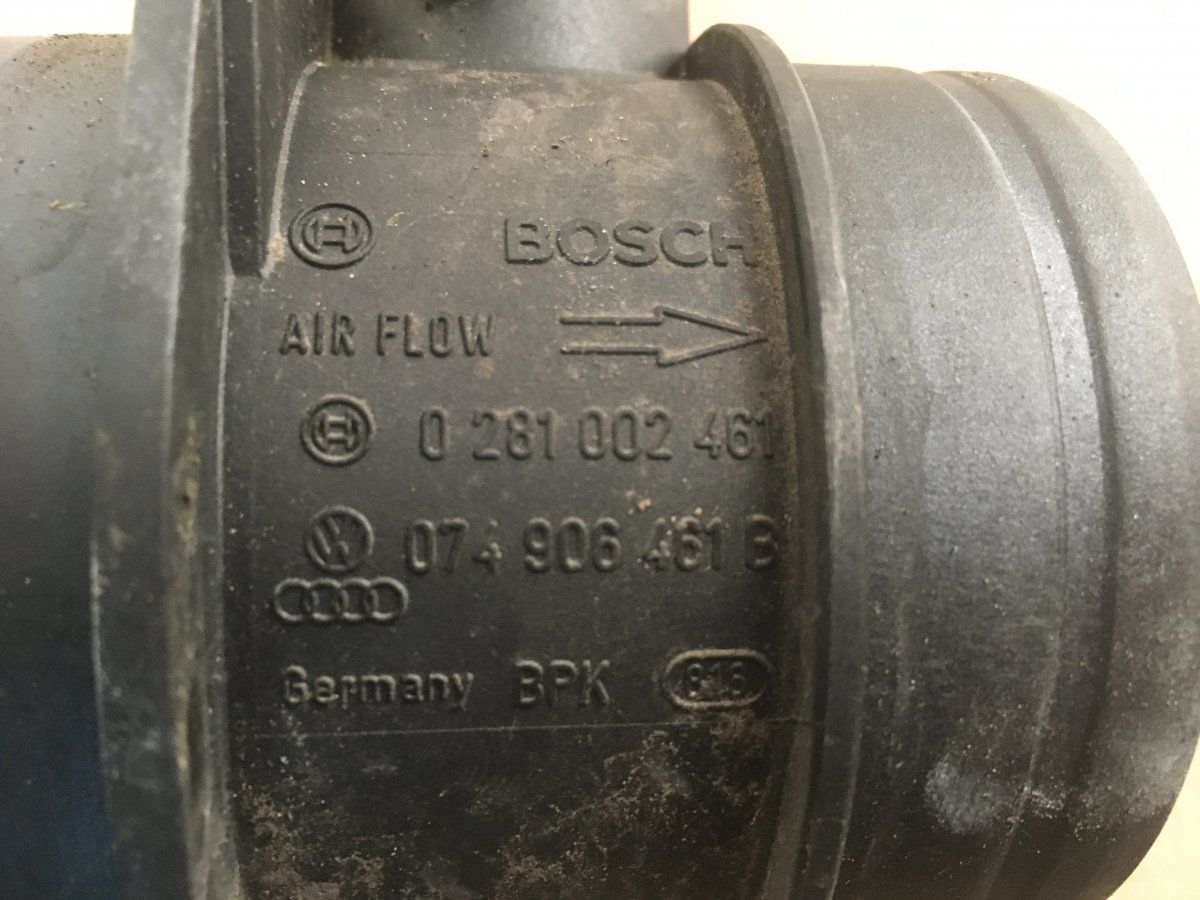 BOSCH
AIR FLOW
0 281 002 461
074 906 461 B
Germany BPK 816